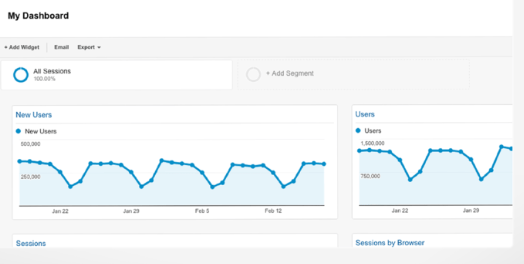 My Dashboard
+ Add Widget Email Export
All Sessions
100.00%
+ Add Segment
New Users
New Users
500,000
250,000
Jan 22 Jan 29 Feb 5 Feb 12
Users
Users
1,500,000
750,000
Jan 22 Jan 29
Sessions
Sessions by Browser